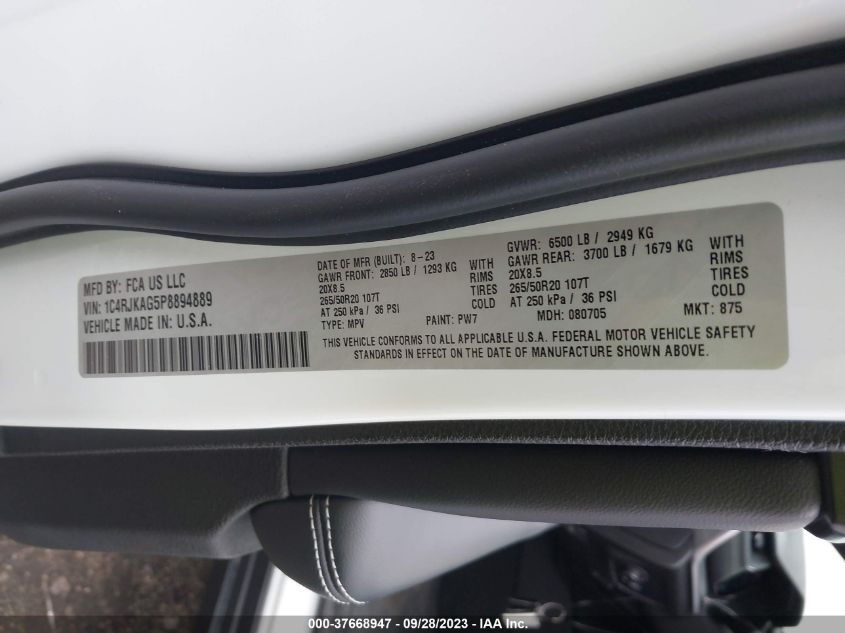 MFD BY: FCA US LLC
VIN: 1C4RJKAG5P8894889
VEHICLE MADE IN: U.S.A.
DATE OF MFR (BUILT): 8-23
GAWR FRONT: 2850 LB / 1293 KG WITH
20X8.5 RIMS
265/50R20 107T TIRES
AT 250 kPa / 36 PSI COLD
TYPE: MPV PAINT: PW7
GVWR: 6500 LB / 2949 KG
GAWR REAR: 3700 LB / 1679 KG WITH
20X8.5 RIMS
265/50R20 107T TIRES
AT 250 kPa / 36 PSI COLD
MDH: 080705 MKT: 875
THIS VEHICLE CONFORMS TO ALL APPLICABLE U.S.A. FEDERAL MOTOR VEHICLE SAFETY
STANDARDS IN EFFECT ON THE DATE OF MANUFACTURE SHOWN ABOVE.
000-37668947 - 09/28/2023 - IAA Inc.